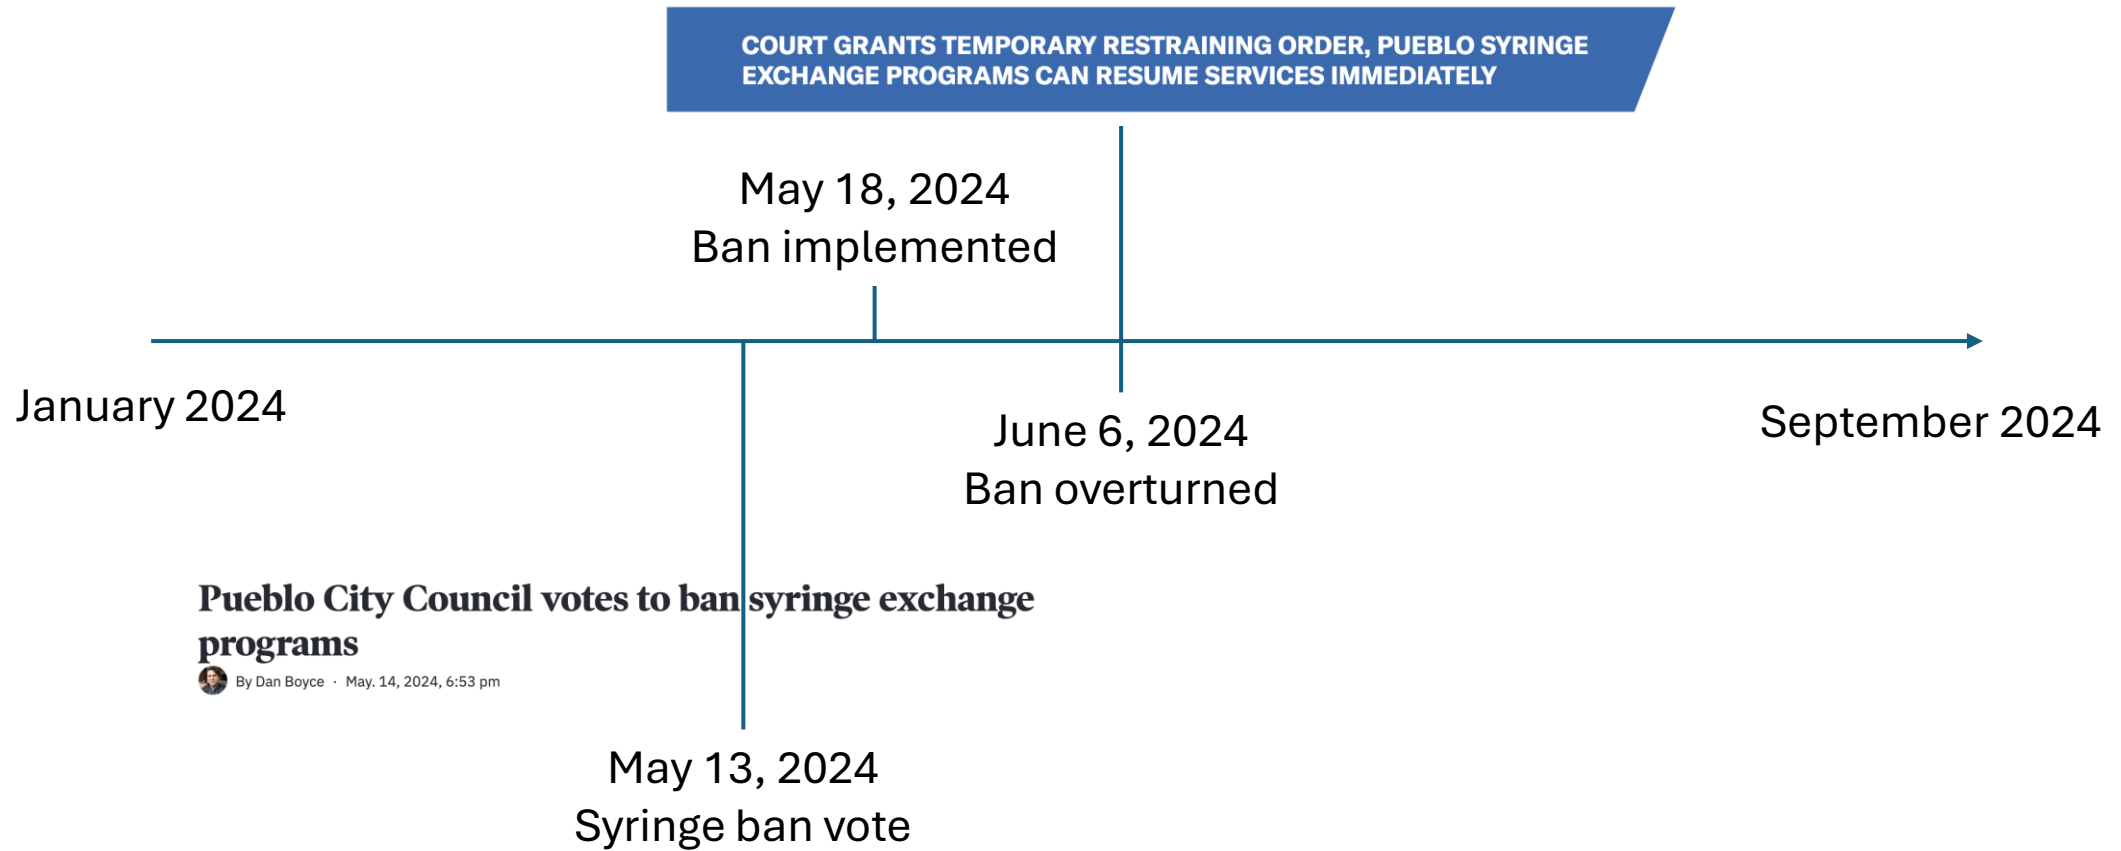 COURT GRANTS TEMPORARY RESTRAINING ORDER, PUEBLO SYRINGE
EXCHANGE PROGRAMS CAN RESUME SERVICES IMMEDIATELY
May 18, 2024
Ban implemented
January 2024
September 2024
June 6, 2024
Ban overturned
Pueblo City Council votes to ban syringe exchange
programs
By Dan Boyce · May. 14, 2024, 6:53 pm
May 13, 2024
Syringe ban vote